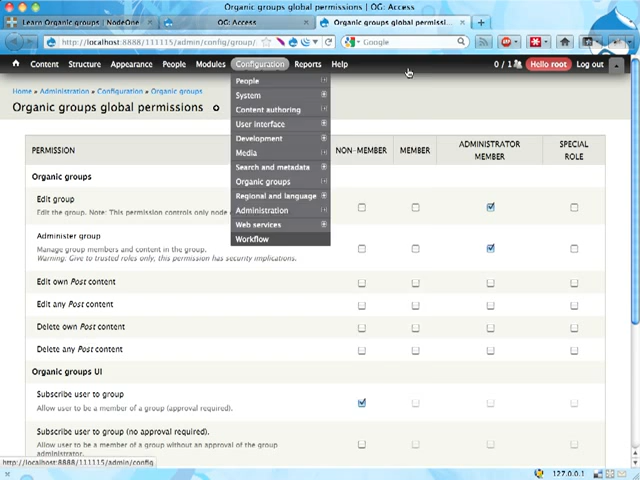 Organic groups global permissions | OG: Access
Learn Organic groups | NodeOne
OG: Access
Organic groups global permissi...
http://localhost:8888/111115/admin/config/group/
Google
Content Structure Appearance People Modules Configuration Reports Help 0 / 1 Hello root Log out
Home » Administration » Configuration » Organic groups
Organic groups global permissions
People
System
Content authoring
User interface
Development
Media
Search and metadata
Organic groups
Regional and language
Administration
Web services
Workflow
PERMISSION NON-MEMBER MEMBER ADMINISTRATOR MEMBER SPECIAL ROLE
Organic groups
Edit group
Edit the group. Note: This permission controls only node
Administer group
Manage group members and content in the group.
Warning: Give to trusted roles only; this permission has security implications.
Edit own Post content
Edit any Post content
Delete own Post content
Delete any Post content
Organic groups UI
Subscribe user to group
Allow user to be a member of a group (approval required).
Subscribe user to group (no approval required)
Allow user to be a member of a group without an approval of the group
administrator.
http://localhost:8888/111115/admin/config
127.0.0.1